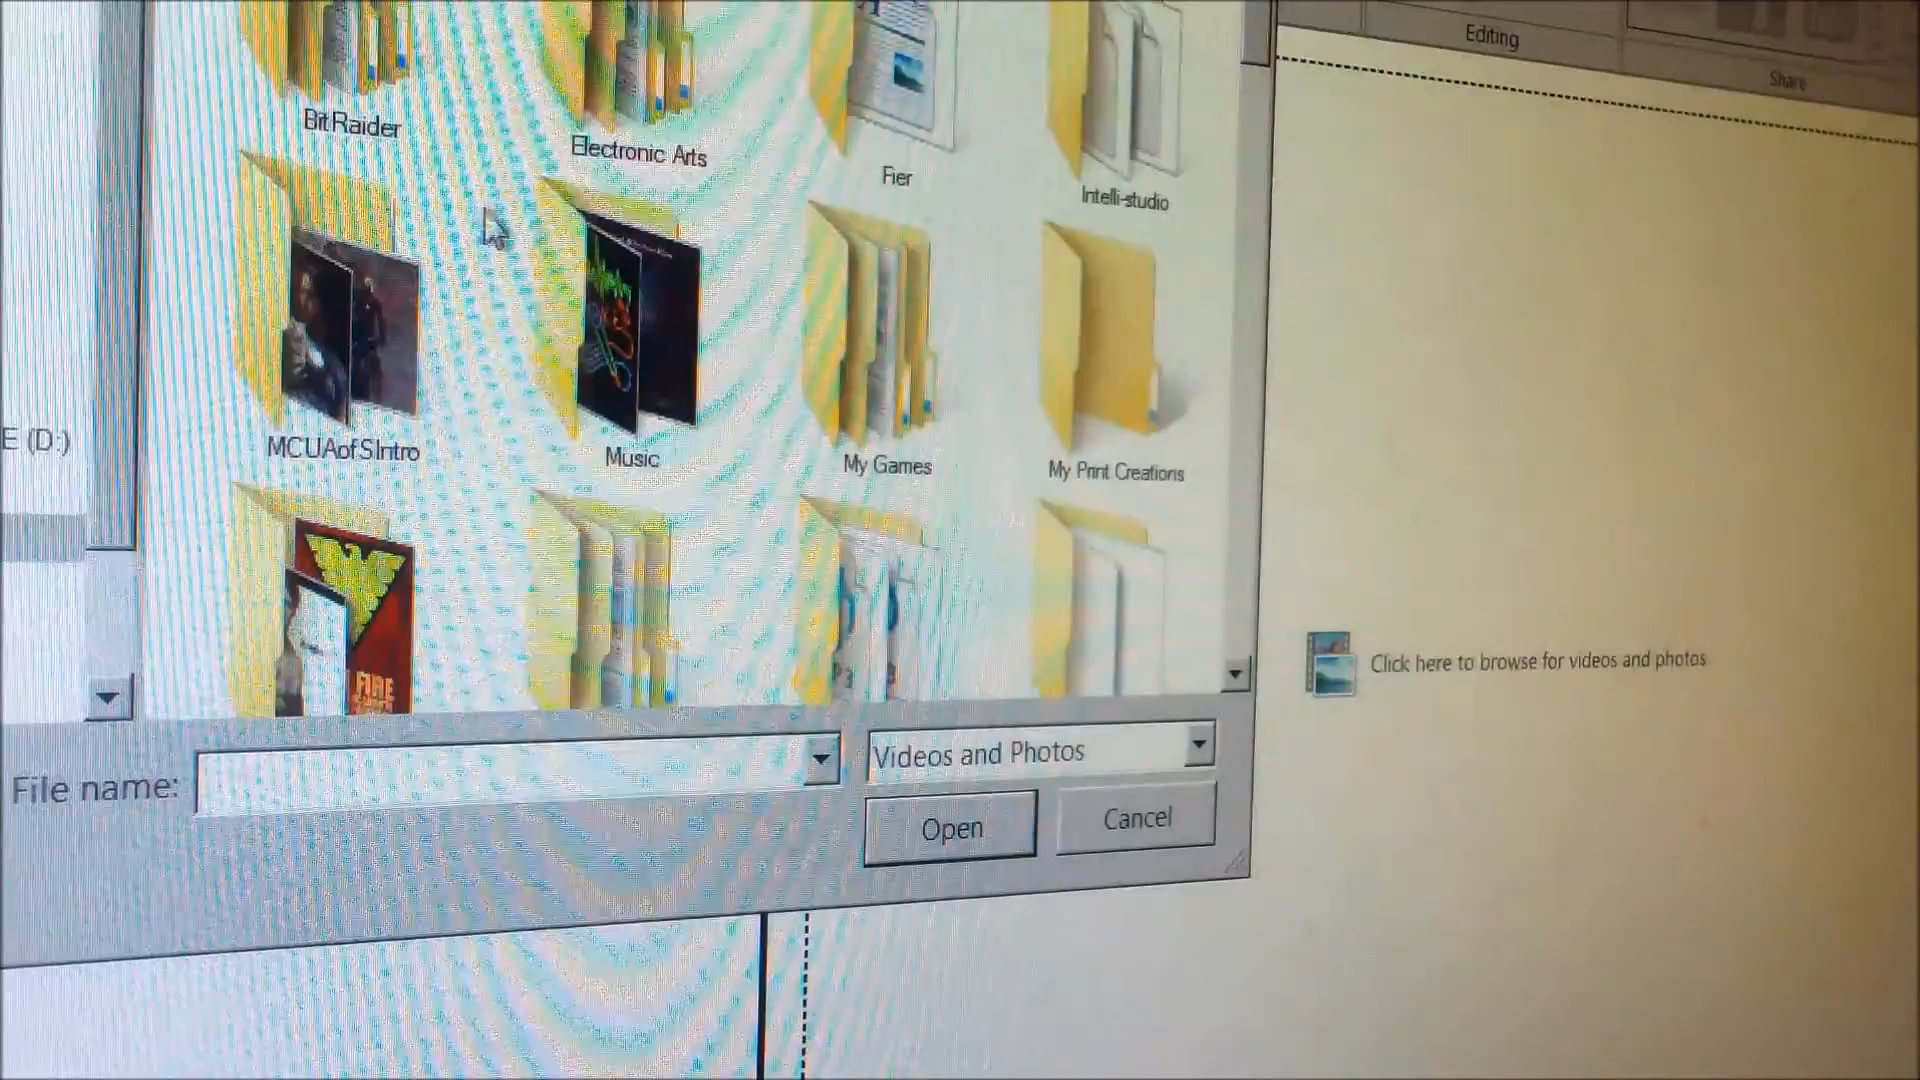 Editing
Share
BitRaider
Electronic Arts
Fier
Intelli-studio
E (D:)
MCUAofSIntro
Music
My Games
My Print Creations
FIRE
Click here to browse for videos and photos
File name:
Videos and Photos
Open
Cancel